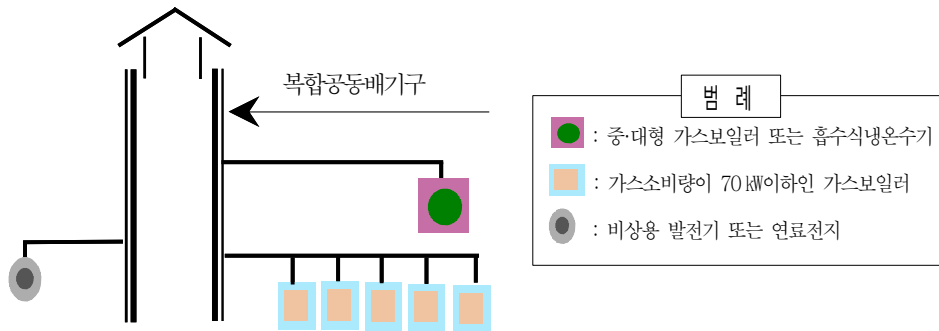 복합공동배기구
범 례
: 중·대형 가스보일러 또는 흡수식냉온수기
: 가스소비량이 70㎾이하인 가스보일러
: 비상용 발전기 또는 연료전지